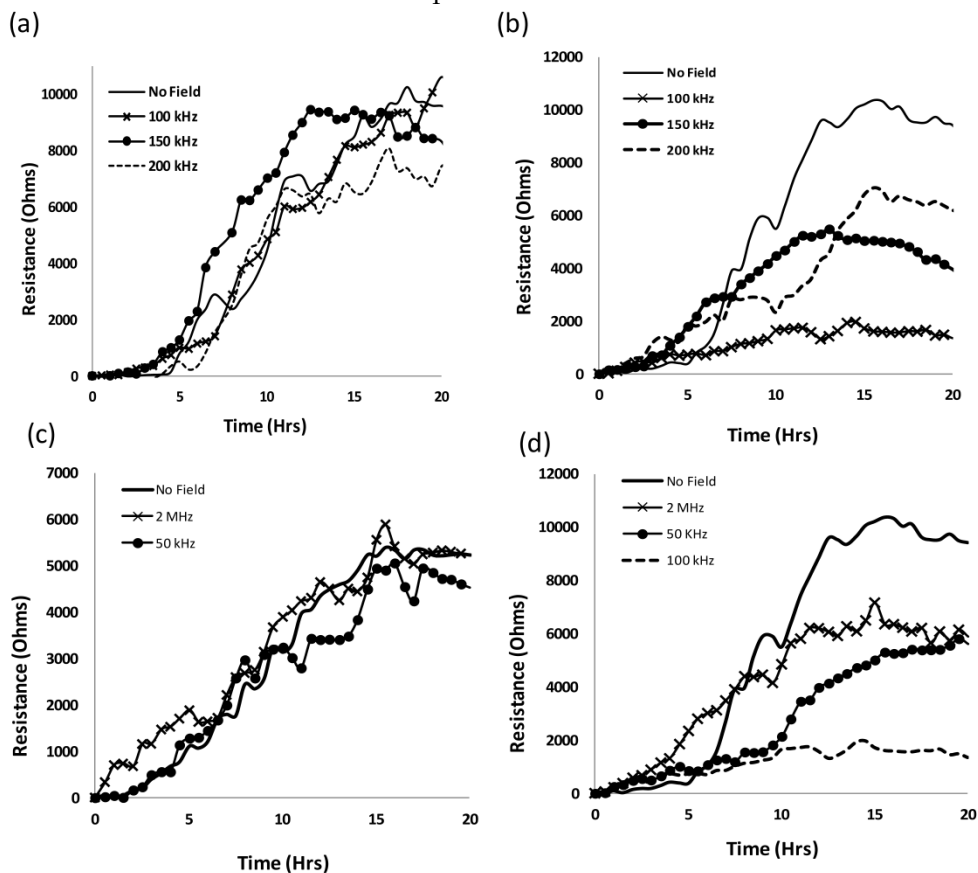 (a)
No Field
100 kHz
150 kHz
200 kHz
Resistance (Ohms)
10000
8000
6000
4000
2000
0
0 5 10 15 20
Time (Hrs)
(b)
No Field
100 kHz
150 kHz
200 kHz
Resistance (Ohms)
12000
10000
8000
6000
4000
2000
0
0 5 10 15 20
Time (Hrs)
(c)
No Field
2 MHz
50 kHz
Resistance (Ohms)
7000
6000
5000
4000
3000
2000
1000
0
0 5 10 15 20
Time (Hrs)
(d)
No Field
2 MHz
50 KHz
100 kHz
Resistance (Ohms)
12000
10000
8000
6000
4000
2000
0
0 5 10 15 20
Time (Hrs)